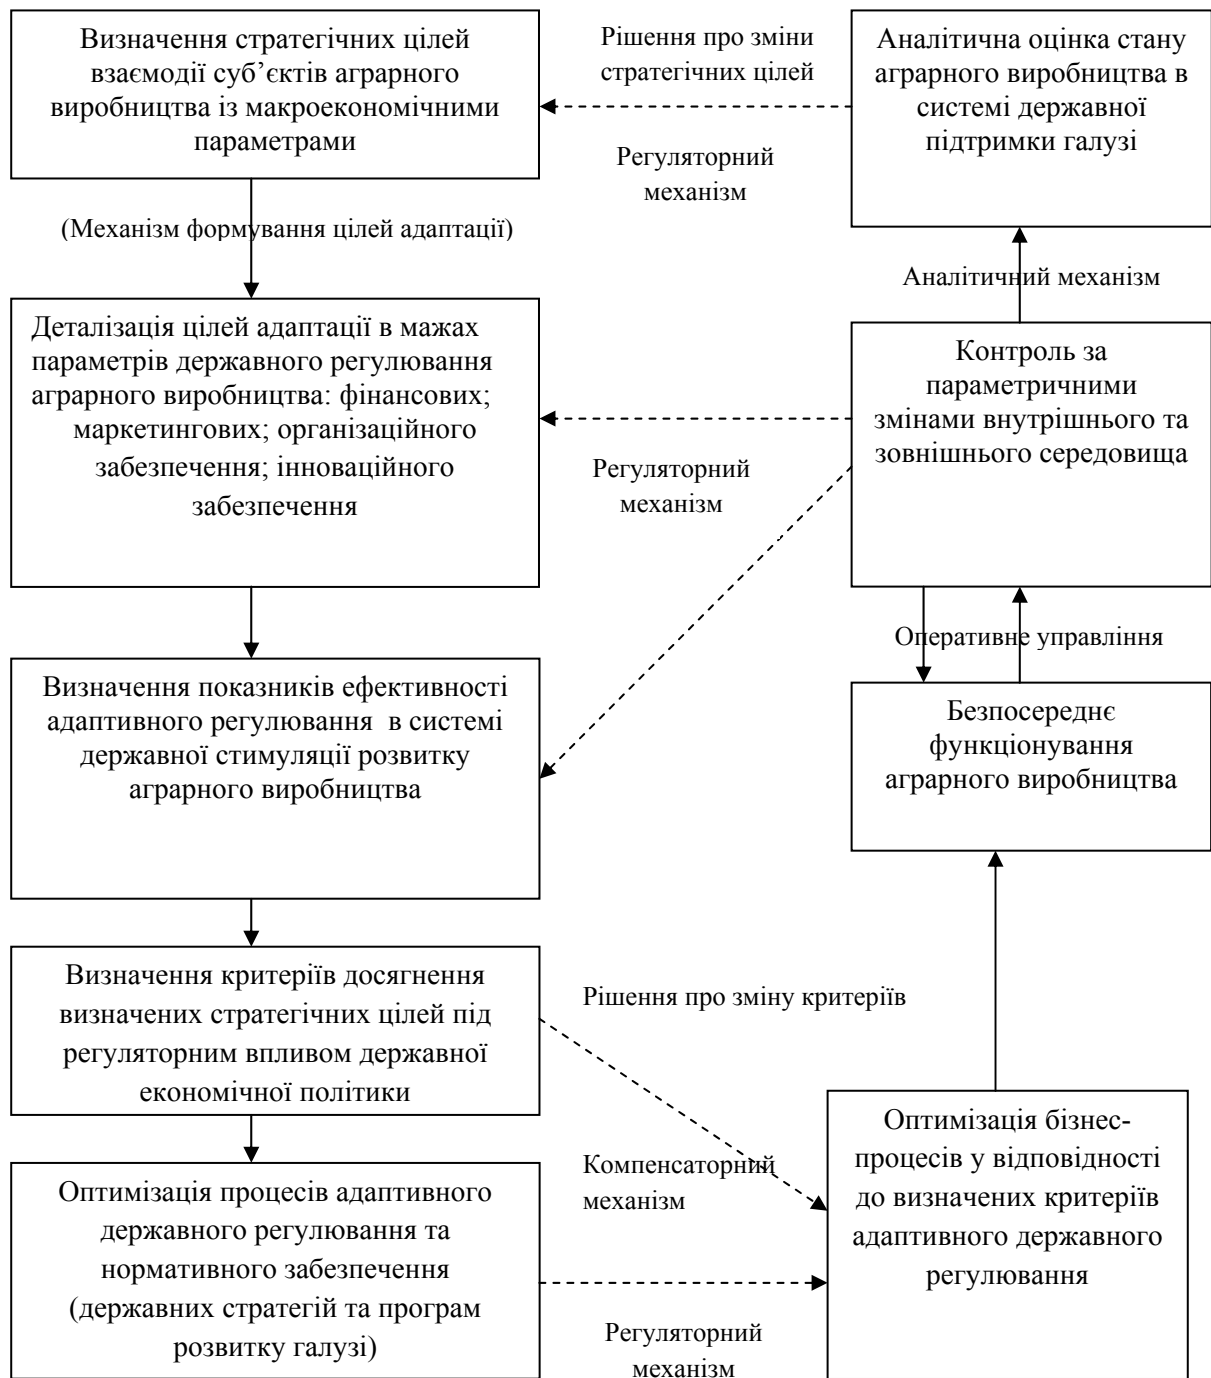 Визначення стратегічних цілей
взаємодії суб’єктів аграрного
виробництва із макроекономічними
параметрами
Рішення про зміни
стратегічних цілей
Регуляторний
механізм
Аналітична оцінка стану
аграрного виробництва в
системі державної
підтримки галузі
(Механізм формування цілей адаптації)
Аналітичний механізм
Деталізація цілей адаптації в мажах
параметрів державного регулювання
аграрного виробництва: фінансових;
маркетингових; організаційного
забезпечення; інноваційного
забезпечення
Регуляторний
механізм
Контроль за
параметричними
змінами внутрішнього та
зовнішнього середовища
Оперативне управління
Визначення показників ефективності
адаптивного регулювання в системі
державної стимуляції розвитку
аграрного виробництва
Безпосереднє
функціонування
аграрного виробництва
Визначення критеріїв досягнення
визначених стратегічних цілей під
регуляторним впливом державної
економічної політики
Рішення про зміну критеріїв
Компенсаторний
механізм
Оптимізація процесів адаптивного
державного регулювання та
нормативного забезпечення
(державних стратегій та програм
розвитку галузі)
Регуляторний
механізм
Оптимізація бізнес-
процесів у відповідності
до визначених критеріїв
адаптивного державного
регулювання